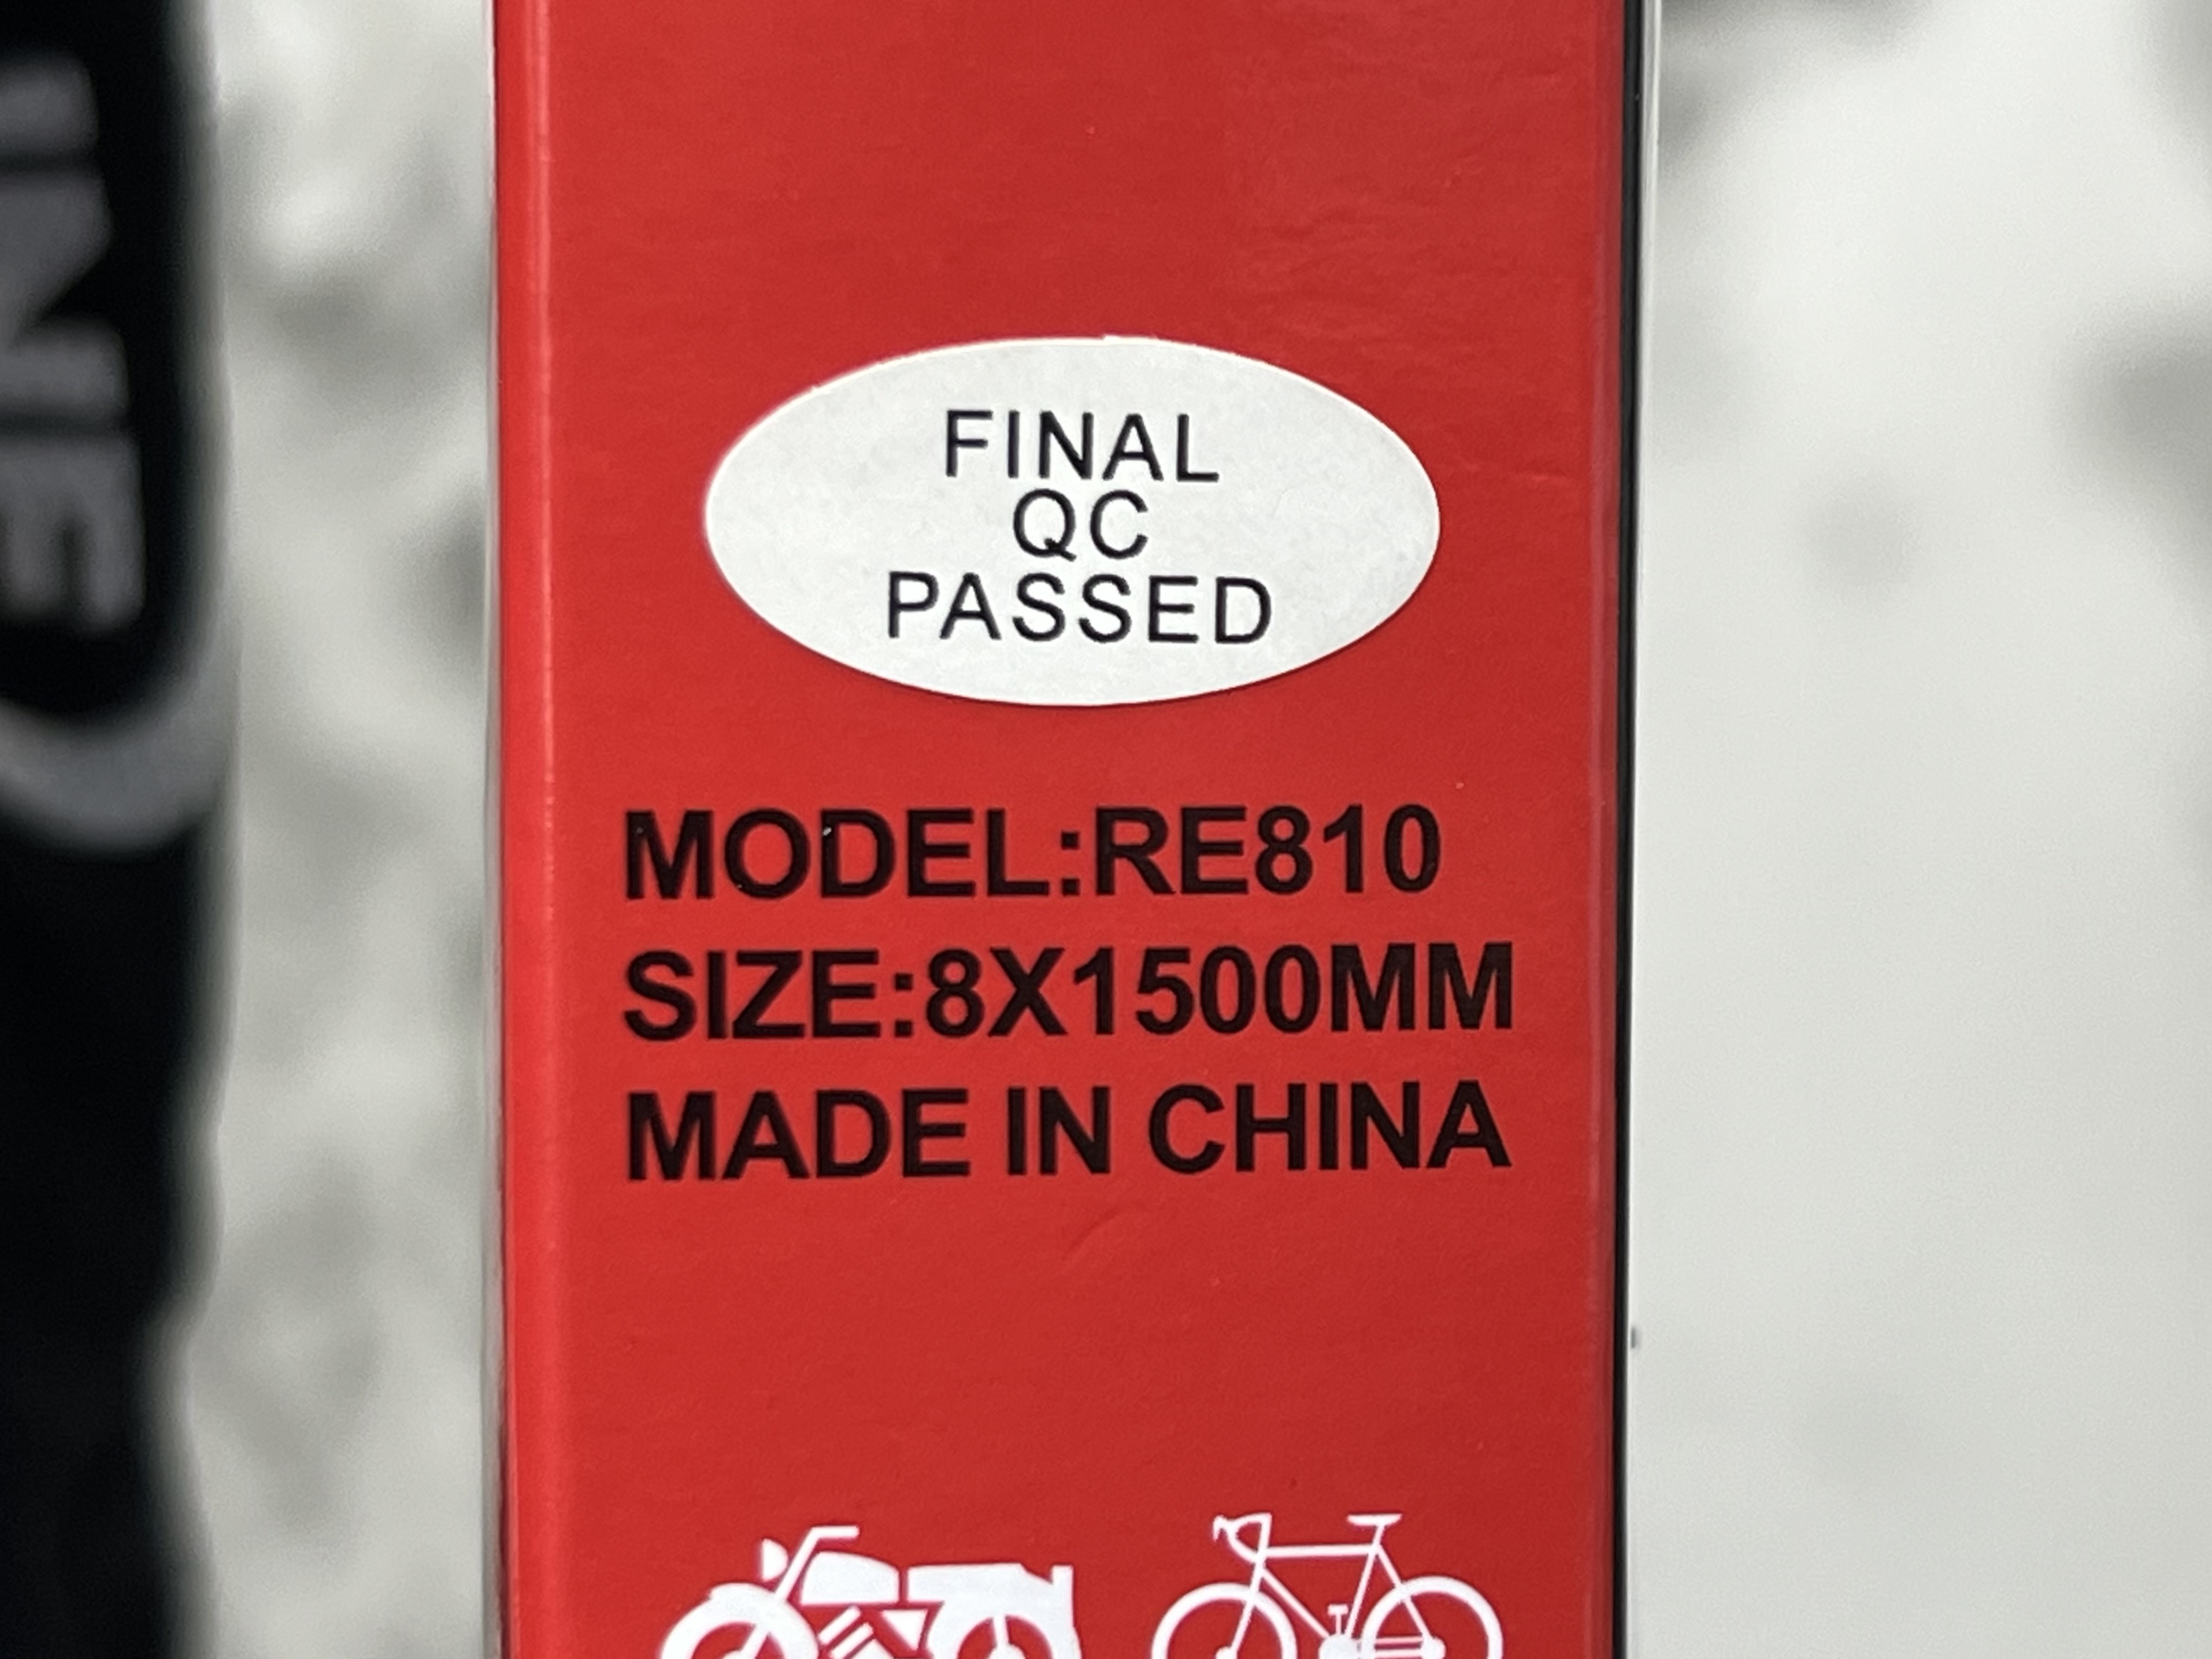 FINAL
QC
PASSED
MODEL:RE810
SIZE:8X1500MM
MADE IN CHINA